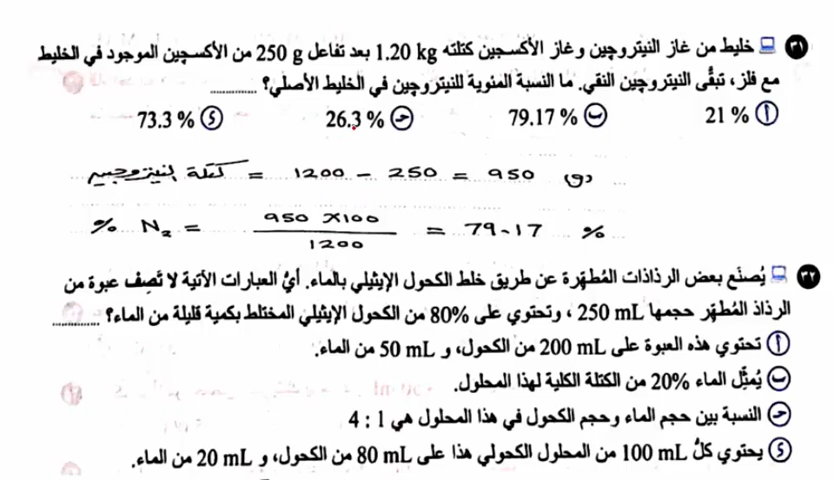 ٣١ خليط من غاز النيتروجين وغاز الأكسجين كتلته 1.20 kg بعد تفاعل 250 g من الأكسجين الموجود في الخليط
مع فلز، تبقَّى النيتروجين النقي. ما النسبة المئوية للنيتروجين في الخليط الأصلي؟ ............
أ 21 % ب 79.17 % ج 26.3 % د 73.3 %
كتلة النيتروجين = 1200 - 250 = 950 (g)
% N₂ = 950 X100 / 1200 = 79.17 %
٣٢ يُصنَع بعض الرذاذات المُطهّرة عن طريق خلط الكحول الإيثيلي بالماء. أيُّ العبارات الآتية لا تَصِف عبوة من
الرذاذ المُطهّر حجمها 250 mL ، وتحتوي على 80% من الكحول الإيثيلي المختلط بكمية قليلة من الماء؟ ............
أ تحتوي هذه العبوة على 200 mL من الكحول، و 50 mL من الماء.
ب يُمثِّل الماء 20% من الكتلة الكلية لهذا المحلول.
ج النسبة بين حجم الماء وحجم الكحول في هذا المحلول هي 1 : 4
د يحتوي كلُّ 100 mL من المحلول الكحولي هذا على 80 mL من الكحول، و 20 mL من الماء.